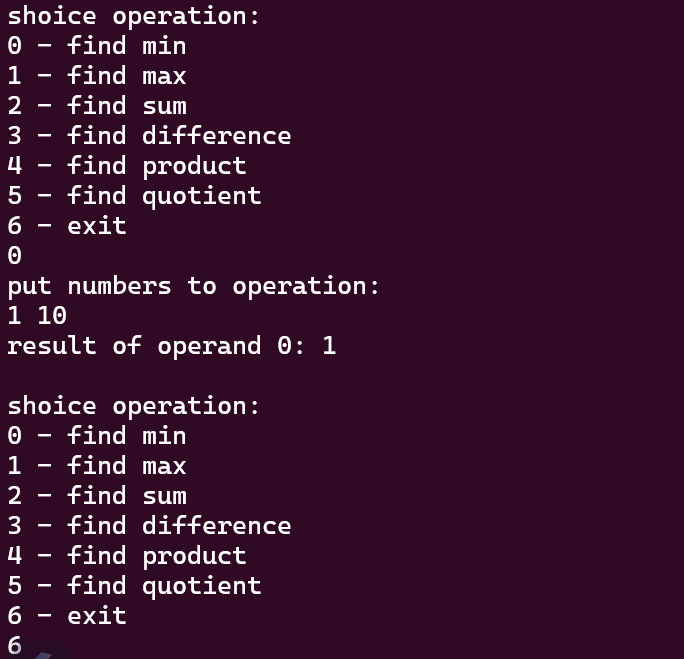 shoice operation:
0 - find min
1 - find max
2 - find sum
3 - find difference
4 - find product
5 - find quotient
6 - exit
0
put numbers to operation:
1 10
result of operand 0: 1

shoice operation:
0 - find min
1 - find max
2 - find sum
3 - find difference
4 - find product
5 - find quotient
6 - exit
6